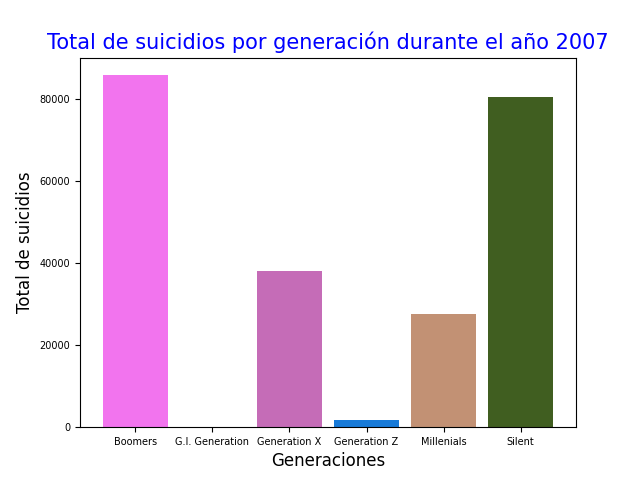 Total de suicidios por generación durante el año 2007
Total de suicidios
80000
60000
40000
20000
0
Boomers G.I. Generation Generation X Generation Z Millenials Silent
Generaciones